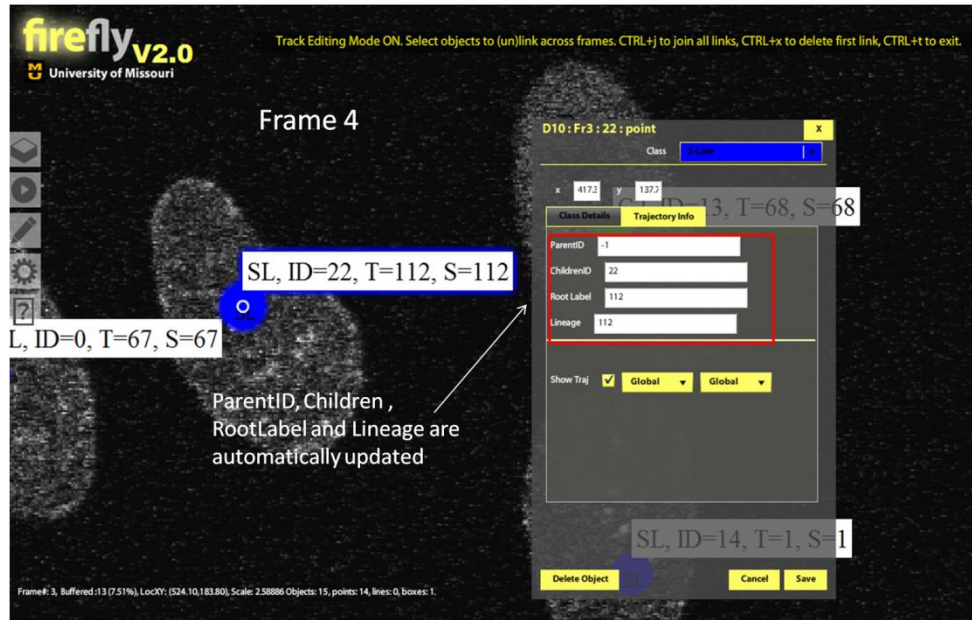 firefly V2.0
University of Missouri
Track Editing Mode ON. Select objects to (un)link across frames. CTRL+j to join all links, CTRL+x to delete first link, CTRL+t to exit.
Frame 4
D10 : Fr3 : 22 : point
X
Class
x 417.2 y 137.7
ID=13, T=68, S=68
Class Details Trajectory Info
ParentID -1
ChildrenID 22
Root Label 112
Lineage 112
SL, ID=22, T=112, S=112
L, ID=0, T=67, S=67
Show Traj Global Global
ParentID, Children ,
RootLabel and Lineage are
automatically updated
SL, ID=14, T=1, S=1
SL
Delete Object Cancel Save
Frame#: 3, Buffered :13 (7.51%), LocXY: (524.10,183.80), Scale: 2.58886 Objects: 15, points: 14, lines: 0, boxes: 1.